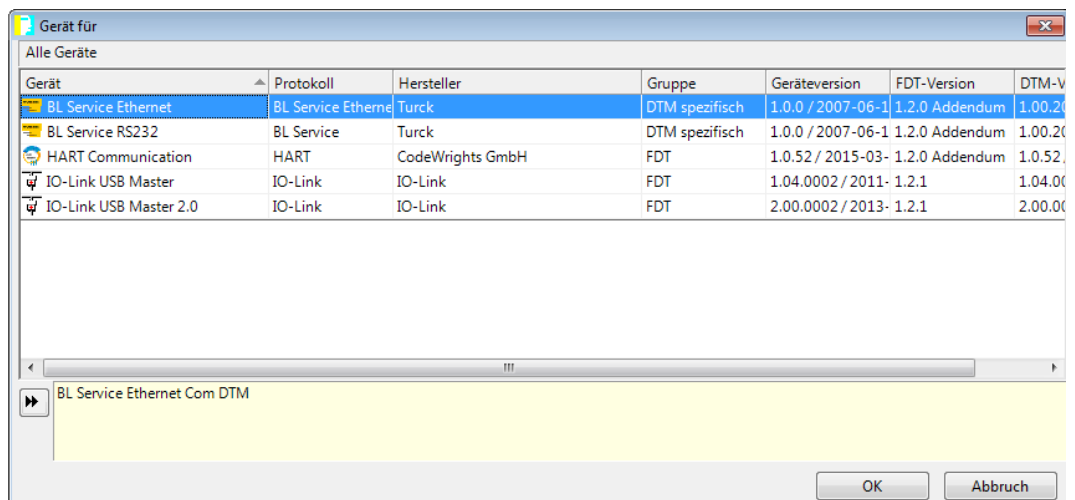 Gerät für
Alle Geräte
Gerät Protokoll Hersteller Gruppe Geräteversion FDT-Version DTM-V
BL Service Ethernet BL Service Etherne Turck DTM spezifisch 1.0.0 / 2007-06-1 1.2.0 Addendum 1.00.20
BL Service RS232 BL Service Turck DTM spezifisch 1.0.0 / 2007-06-1 1.2.0 Addendum 1.00.20
HART Communication HART CodeWrights GmbH FDT 1.0.52 / 2015-03- 1.2.0 Addendum 1.0.52
IO-Link USB Master IO-Link IO-Link FDT 1.04.0002 / 2011- 1.2.1 1.04.00
IO-Link USB Master 2.0 IO-Link IO-Link FDT 2.00.0002 / 2013- 1.2.1 2.00.00
BL Service Ethernet Com DTM
OK Abbruch